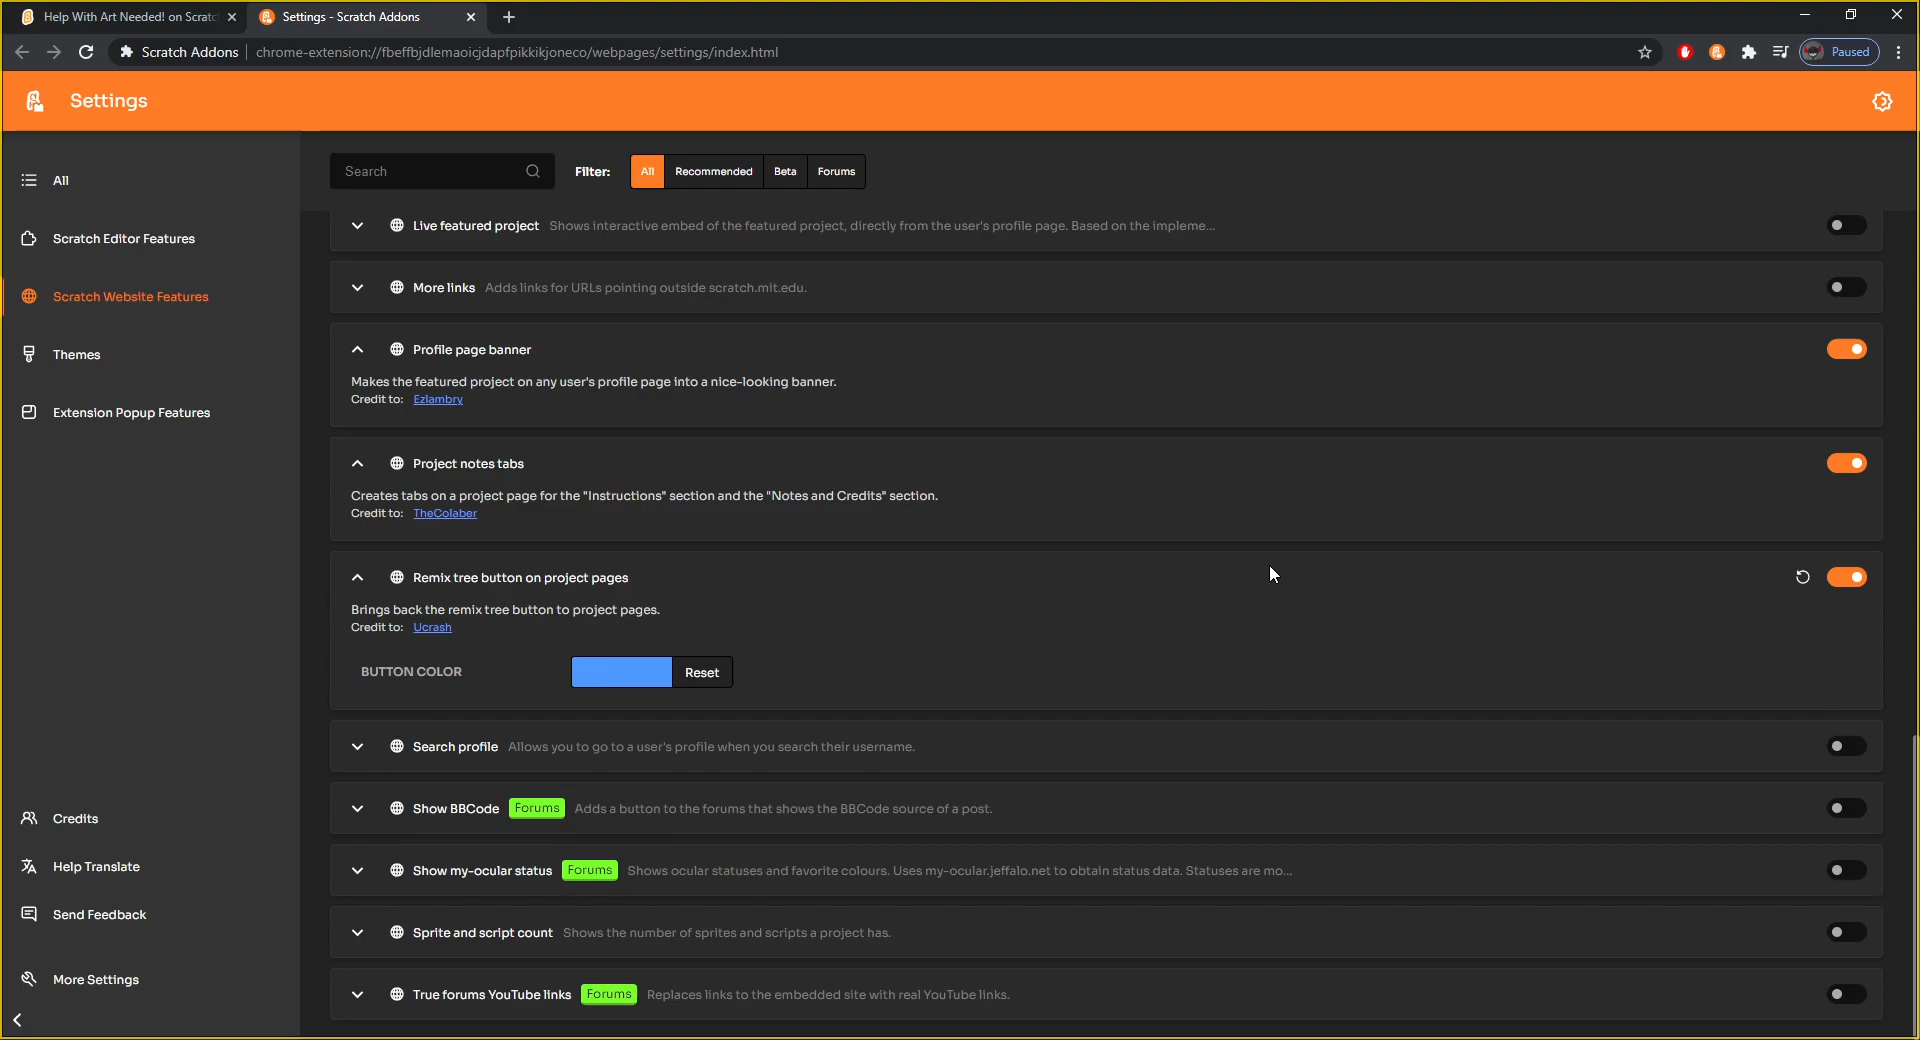 Help With Art Needed! on Scratc
Settings - Scratch Addons
Scratch Addons
chrome-extension://fbeffbjdlemaoicjdapfpikkikjoneco/webpages/settings/index.html
Paused
Settings
All
Scratch Editor Features
Scratch Website Features
Themes
Extension Popup Features
Credits
Help Translate
Send Feedback
More Settings
Search
Filter:
All
Recommended
Beta
Forums
Live featured project Shows interactive embed of the featured project, directly from the user's profile page. Based on the impleme...
More links Adds links for URLs pointing outside scratch.mit.edu.
Profile page banner
Makes the featured project on any user's profile page into a nice-looking banner.
Credit to: Ezlambry
Project notes tabs
Creates tabs on a project page for the "Instructions" section and the "Notes and Credits" section.
Credit to: TheColaber
Remix tree button on project pages
Brings back the remix tree button to project pages.
Credit to: Ucrash
BUTTON COLOR
Reset
Search profile Allows you to go to a user's profile when you search their username.
Show BBCode Forums Adds a button to the forums that shows the BBCode source of a post.
Show my-ocular status Forums Shows ocular statuses and favorite colours. Uses my-ocular.jeffalo.net to obtain status data. Statuses are mo...
Sprite and script count Shows the number of sprites and scripts a project has.
True forums YouTube links Forums Replaces links to the embedded site with real YouTube links.